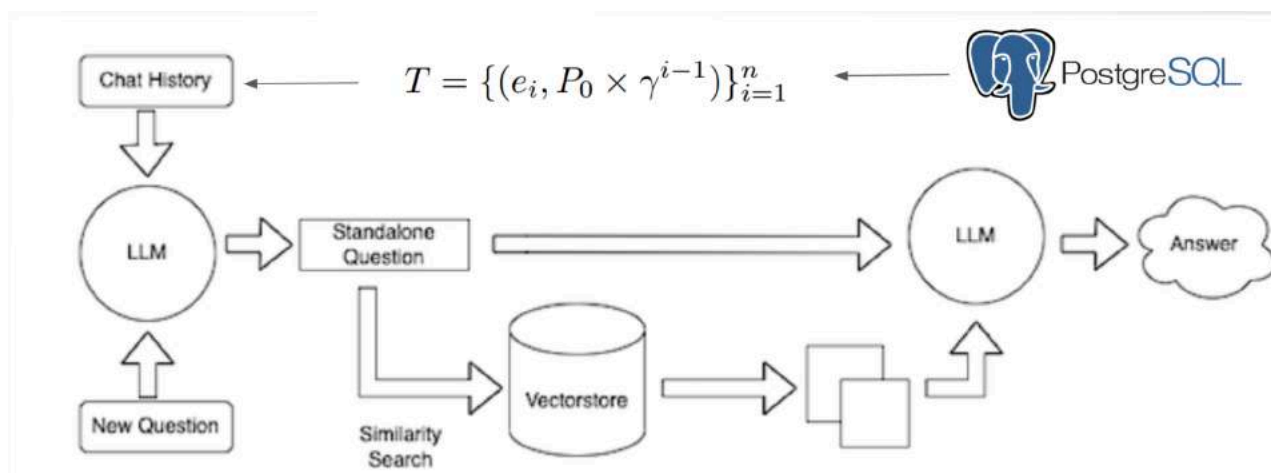 Chat History
T = {(e_i, P_0 × γ^{i−1})}_{i=1}^n
PostgreSQL
LLM
Standalone
Question
LLM
Answer
New Question
Similarity
Search
Vectorstore